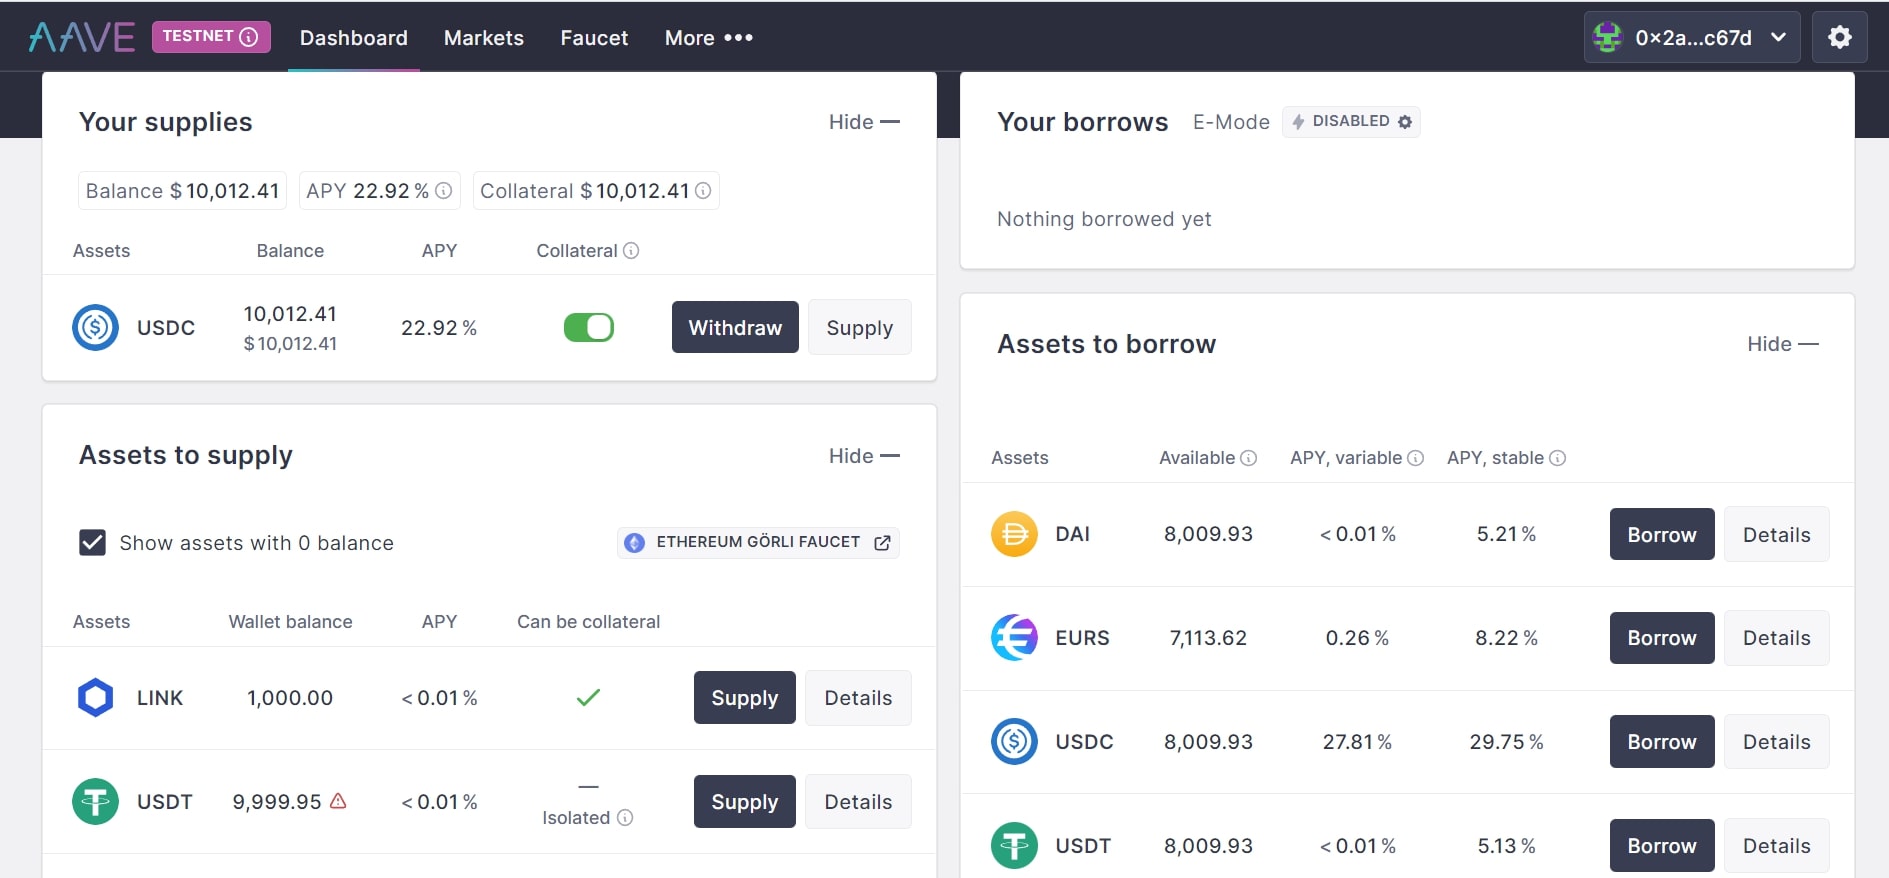 AAVE TESTNET Dashboard Markets Faucet More 0×2a...c67d
Your supplies Hide —
Balance $ 10,012.41 APY 22.92 % Collateral $ 10,012.41
Assets Balance APY Collateral
USDC 10,012.41 22.92 % Withdraw Supply
$ 10,012.41
Assets to supply Hide —
Show assets with 0 balance ETHEREUM GÖRLI FAUCET
Assets Wallet balance APY Can be collateral
LINK 1,000.00 < 0.01 % Supply Details
USDT 9,999.95 < 0.01 % — Supply Details
Isolated
Your borrows E-Mode DISABLED
Nothing borrowed yet
Assets to borrow Hide —
Assets Available APY, variable APY, stable
DAI 8,009.93 < 0.01 % 5.21 % Borrow Details
EURS 7,113.62 0.26 % 8.22 % Borrow Details
USDC 8,009.93 27.81 % 29.75 % Borrow Details
USDT 8,009.93 < 0.01 % 5.13 % Borrow Details